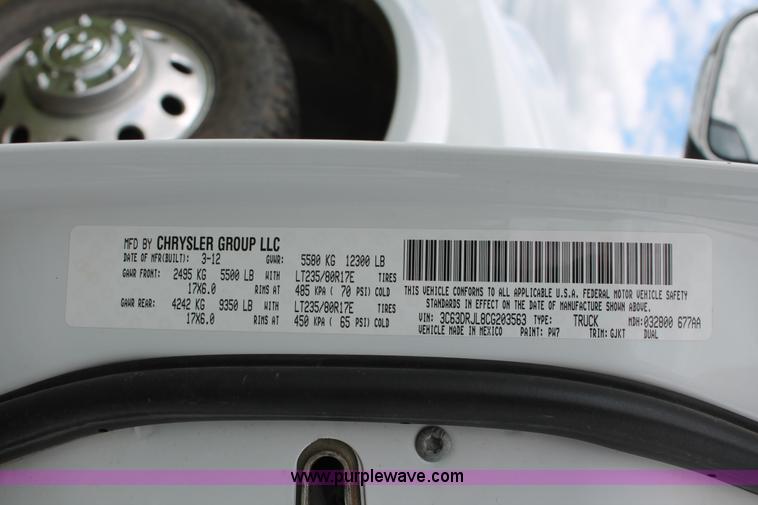 MFD BY CHRYSLER GROUP LLC
DATE OF MFR(BUILT): 3-12 GVWR: 5580 KG 12300 LB
GAWR FRONT: 2495 KG 5500 LB WITH LT235/80R17E TIRES
17X6.0 RIMS AT 485 KPA ( 70 PSI) COLD
GAWR REAR: 4242 KG 9350 LB WITH LT235/80R17E TIRES
17X6.0 RIMS AT 450 KPA ( 65 PSI) COLD
THIS VEHICLE CONFORMS TO ALL APPLICABLE U.S.A. FEDERAL MOTOR VEHICLE SAFETY
STANDARDS IN EFFECT ON THE DATE OF MANUFACTURE SHOWN ABOVE.
VIN: 3C63DRJL8CG203563 TYPE: TRUCK MDH: 032800 677AA
VEHICLE MADE IN MEXICO PAINT: PW7 TRIM: GJKT DUAL
www.purplewave.com